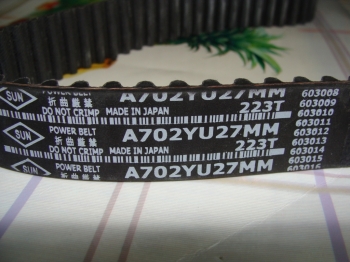 SUN
POWER BELT
折曲厳禁
DO NOT CRIMP
MADE IN JAPAN
A702YU27MM
223T
603008
603009
603010
603011
SUN
POWER BELT
折曲厳禁
DO NOT CRIMP
MADE IN JAPAN
A702YU27MM
223T
603012
603013
603014
603015
SUN
POWER BELT
A702YU27MM